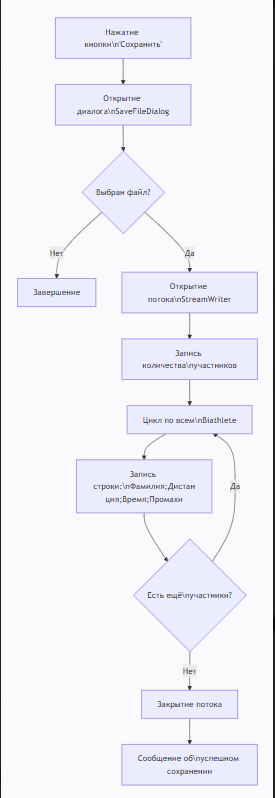 Нажатие
кнопки\n'Сохранить'
Открытие
диалога\nSaveFileDialog
Выбран файл?
Нет
Да
Завершение
Открытие
потока\nStreamWriter
Запись
количества\nучастников
Цикл по всем\nBiathlete
Запись
строки:\nФамилия;Дистан
ция;Время;Промахи
Да
Есть ещё\nучастники?
Нет
Закрытие потока
Сообщение об\nуспешном
сохранении